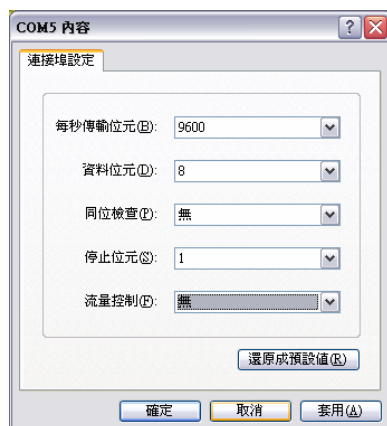 COM5 內容
連接埠設定
每秒傳輸位元(B): 9600
資料位元(D): 8
同位檢查(P): 無
停止位元(S): 1
流量控制(F): 無
還原成預設值(R)
確定 取消 套用(A)